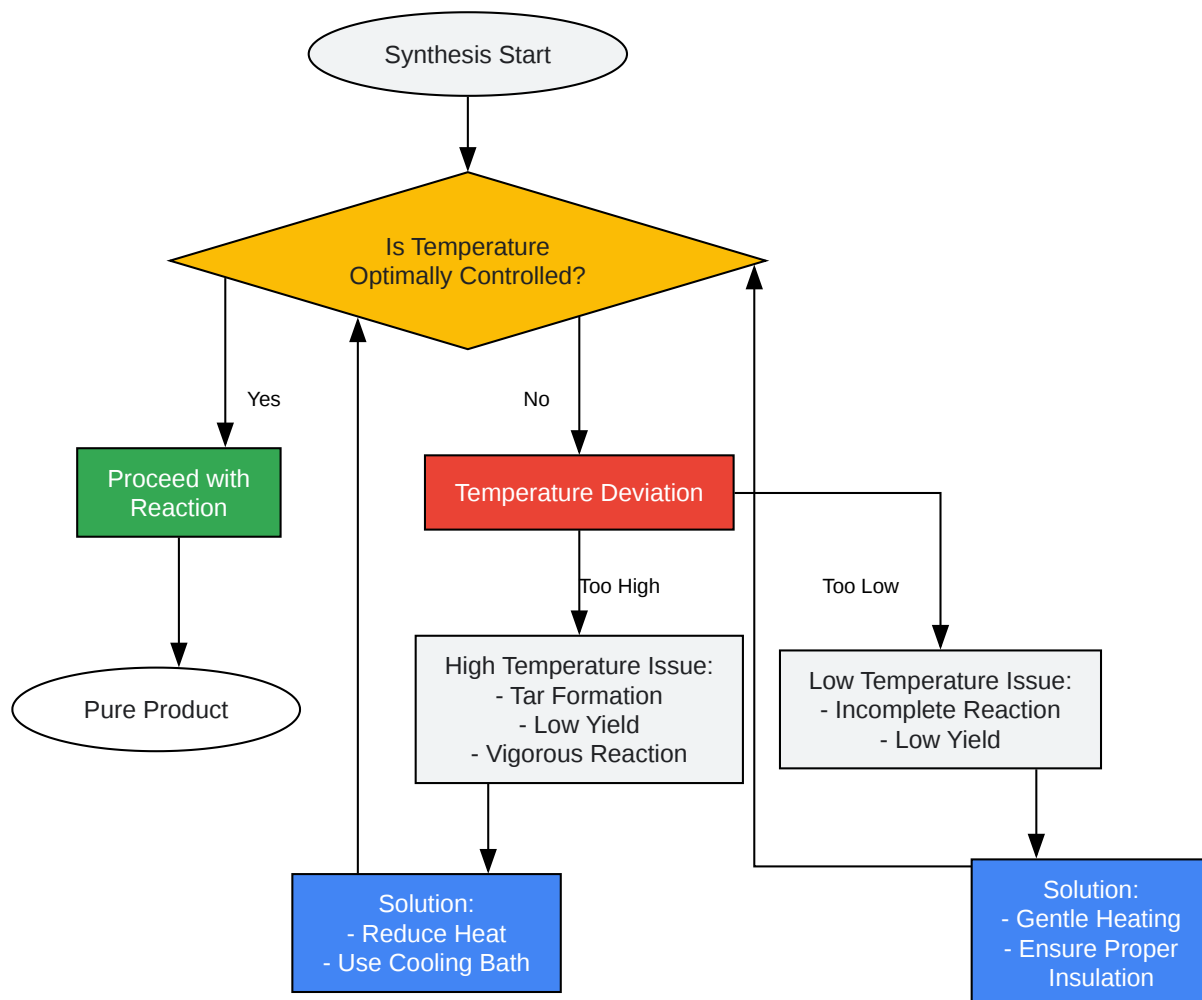 Synthesis Start
Is Temperature
Optimally Controlled?
Yes
No
Proceed with
Reaction
Temperature Deviation
Too High
Too Low
Pure Product
High Temperature Issue:
- Tar Formation
- Low Yield
- Vigorous Reaction
Low Temperature Issue:
- Incomplete Reaction
- Low Yield
Solution:
- Reduce Heat
- Use Cooling Bath
Solution:
- Gentle Heating
- Ensure Proper
Insulation